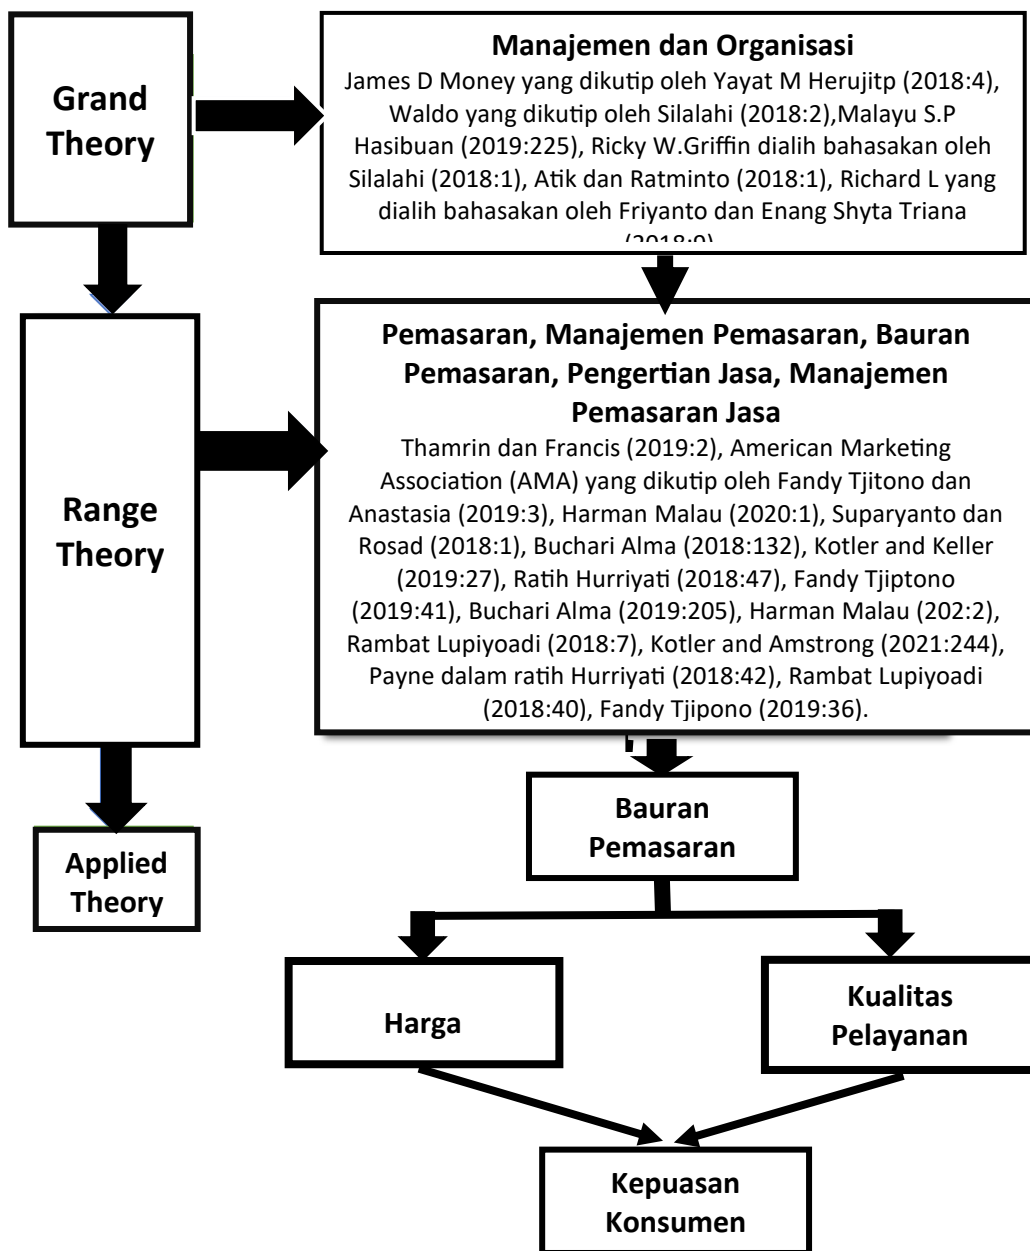 Grand
Theory
Manajemen dan Organisasi
James D Money yang dikutip oleh Yayat M Herujitp (2018:4),
Waldo yang dikutip oleh Silalahi (2018:2),Malayu S.P
Hasibuan (2019:225), Ricky W.Griffin dialih bahasakan oleh
Silalahi (2018:1), Atik dan Ratminto (2018:1), Richard L yang
dialih bahasakan oleh Friyanto dan Enang Shyta Triana
(2018:9)
Range
Theory
Pemasaran, Manajemen Pemasaran, Bauran
Pemasaran, Pengertian Jasa, Manajemen
Pemasaran Jasa
Thamrin dan Francis (2019:2), American Marketing
Association (AMA) yang dikutip oleh Fandy Tjitono dan
Anastasia (2019:3), Harman Malau (2020:1), Suparyanto dan
Rosad (2018:1), Buchari Alma (2018:132), Kotler and Keller
(2019:27), Ratih Hurriyati (2018:47), Fandy Tjiptono
(2019:41), Buchari Alma (2019:205), Harman Malau (202:2),
Rambat Lupiyoadi (2018:7), Kotler and Amstrong (2021:244),
Payne dalam ratih Hurriyati (2018:42), Rambat Lupiyoadi
(2018:40), Fandy Tjipono (2019:36).
Applied
Theory
Bauran
Pemasaran
Harga
Kualitas
Pelayanan
Kepuasan
Konsumen